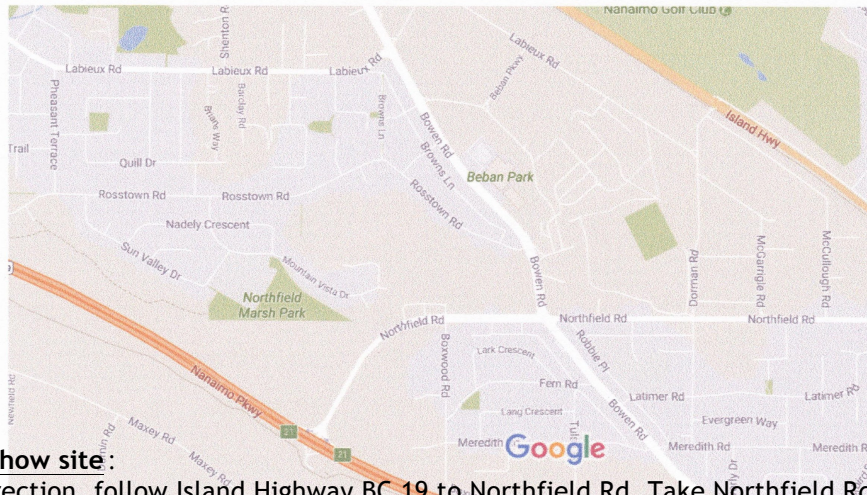 Nanaimo Golf Club
Shenton R
Labieux Rd
Labieux Rd
Labieux Rd
Labieux Rd
Beban Pkwy
Island Hwy
Pheasant Terrace
Barclay Rd
Brians Way
Browns Ln
Bowen Rd
Trail
Quill Dr
Browns Ln
Beban Park
Rosstown Rd
Rosstown Rd
Rosstown Rd
Nadely Crescent
Sun Valley Dr
Mountain Vista Dr
Bowen Rd
Dorman Rd
McGarrigle Rd
McCullough Rd
Northfield
Marsh Park
Northfield Rd
Northfield Rd
Northfield Rd
Boxwood Rd
Lark Crescent
Robbie Pl
Nanaimo Pkwy
Newfield Rd
Fern Rd
Latimer Rd
Latimer Rd
Lang Crescent
Bowen Rd
Evergreen Way
Maxey Rd
21
Meredith
Google
Meredith Rd
Meredith R
Maxey Rd
21
how site:
rection, follow Island Highway BC 19 to Northfield Rd. Take Northfield Rd